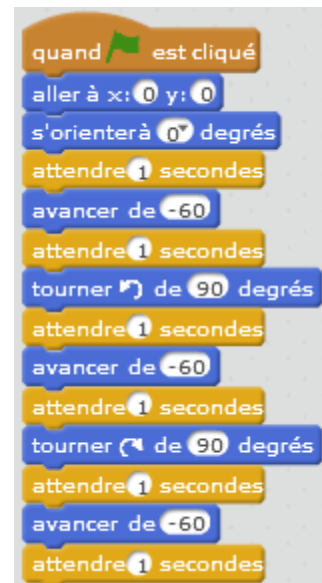 quand est cliqué
aller à x: 0 y: 0
s'orienter à 0 degrés
attendre 1 secondes
avancer de -60
attendre 1 secondes
tourner de 90 degrés
attendre 1 secondes
avancer de -60
attendre 1 secondes
tourner de 90 degrés
attendre 1 secondes
avancer de -60
attendre 1 secondes